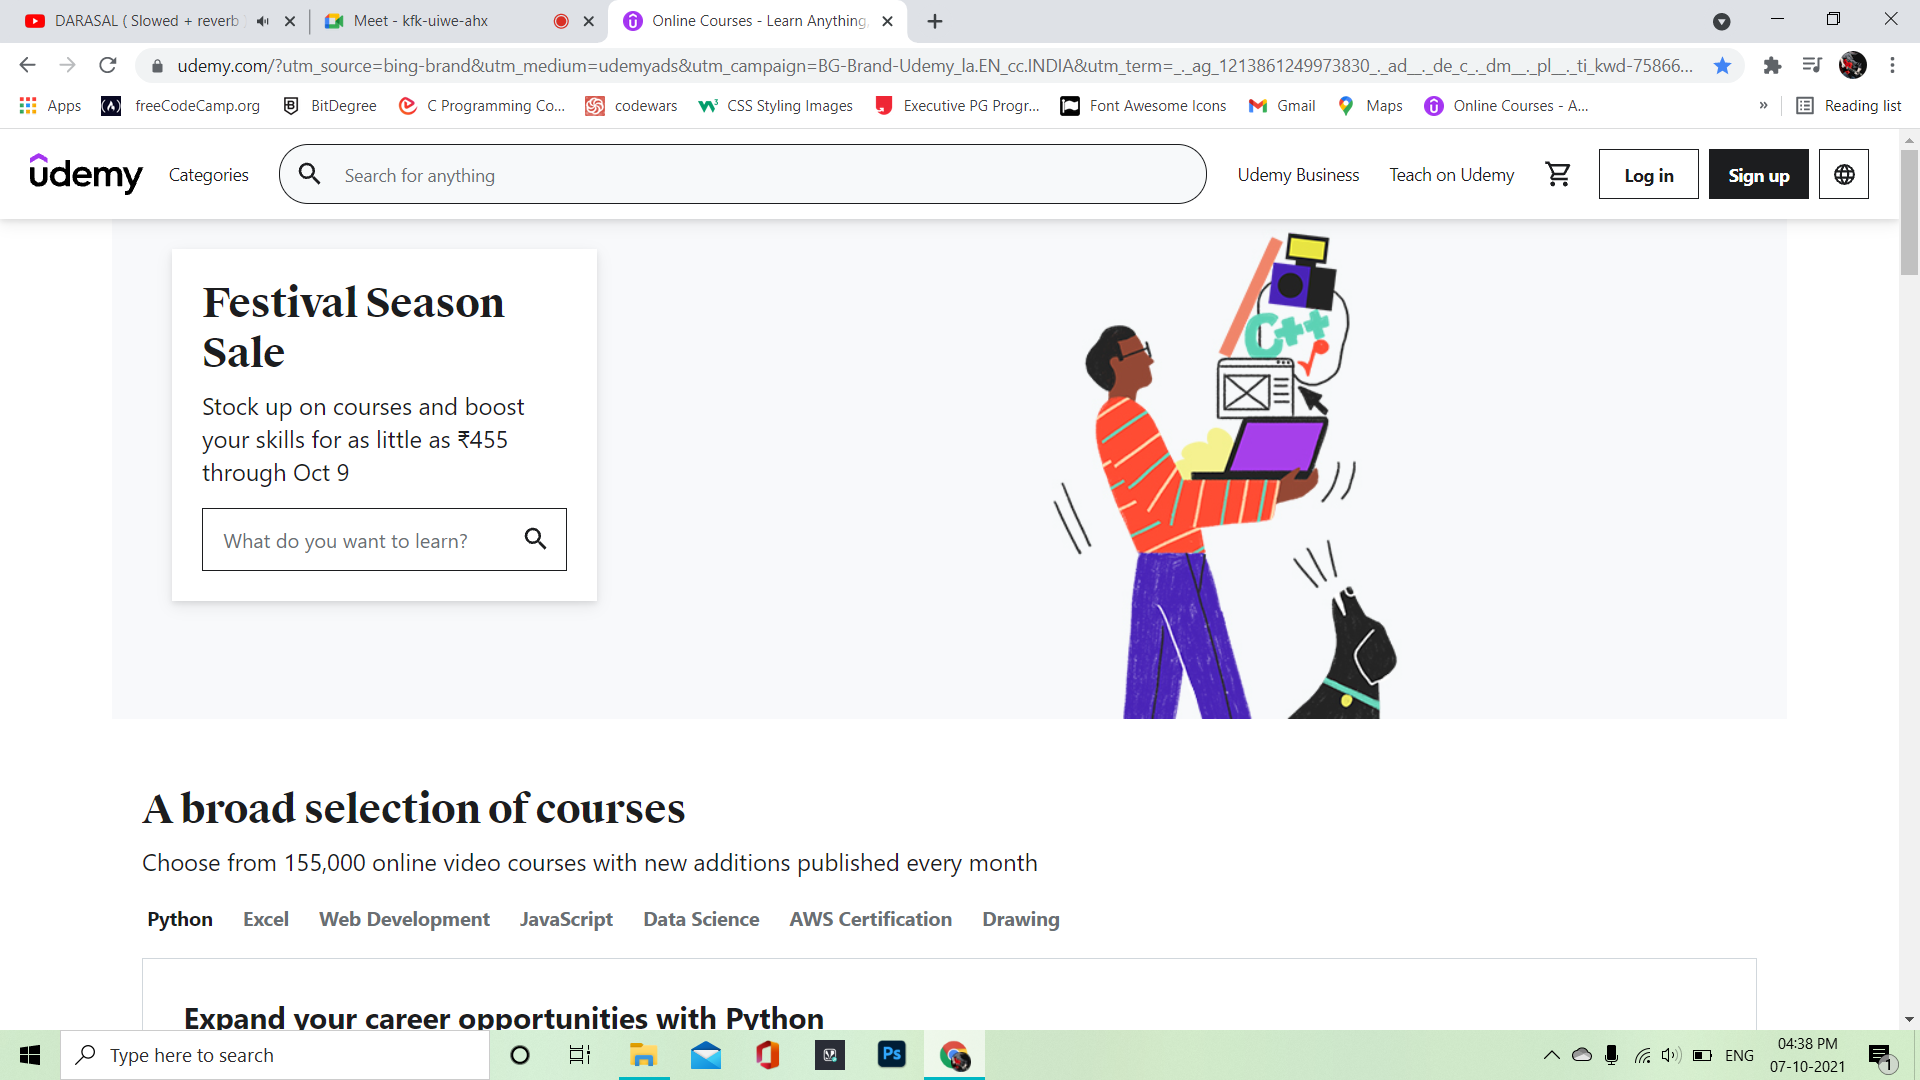 DARASAL ( Slowed + reverb
Meet - kfk-uiwe-ahx
Online Courses - Learn Anything,
udemy.com/?utm_source=bing-brand&utm_medium=udemyads&utm_campaign=BG-Brand-Udemy_la.EN_cc.INDIA&utm_term=_._ag_1213861249973830_._ad__._de_c_._dm__._pl__._ti_kwd-75866...
Apps freeCodeCamp.org BitDegree C Programming Co... codewars CSS Styling Images Executive PG Progr... Font Awesome Icons Gmail Maps Online Courses - A... » Reading list
udemy Categories Search for anything Udemy Business Teach on Udemy Log in Sign up
Festival Season
Sale
Stock up on courses and boost
your skills for as little as ₹455
through Oct 9
What do you want to learn?
C++
A broad selection of courses
Choose from 155,000 online video courses with new additions published every month
Python Excel Web Development JavaScript Data Science AWS Certification Drawing
Expand your career opportunities with Python
Type here to search
Ps
ENG
04:38 PM
07-10-2021
1